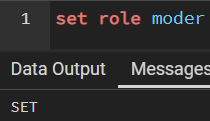 1 set role moder
Data Output Messages
SET